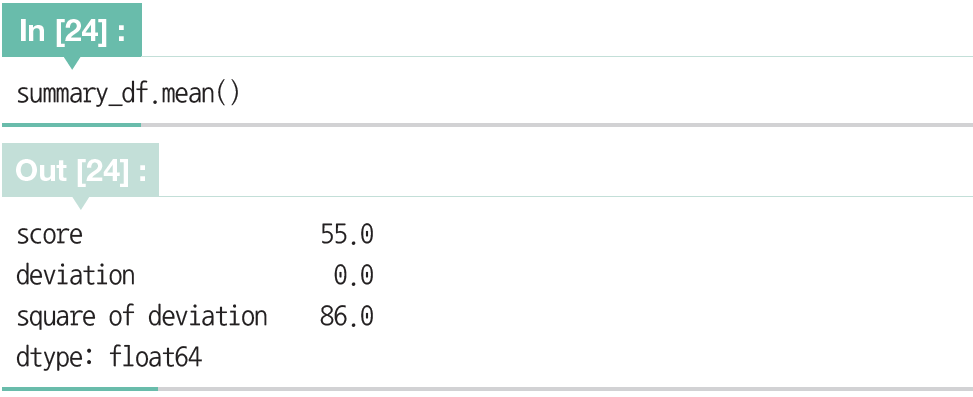 In [24] :
summary_df.mean()
Out [24] :
score 55.0
deviation 0.0
square of deviation 86.0
dtype: float64